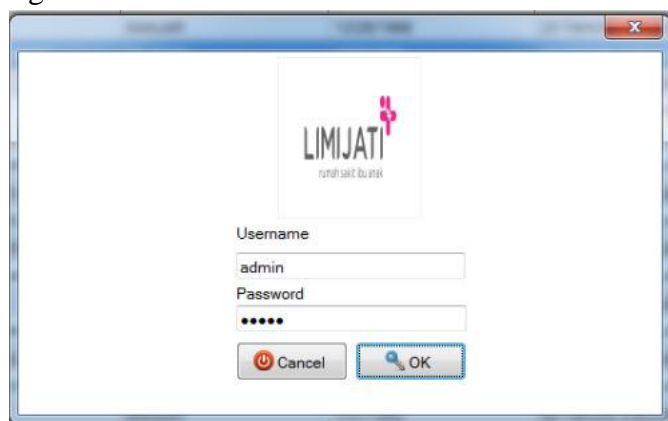 LIMIJATI
rumah sakit ibu anak
Username
admin
Password
•••••
Cancel
OK